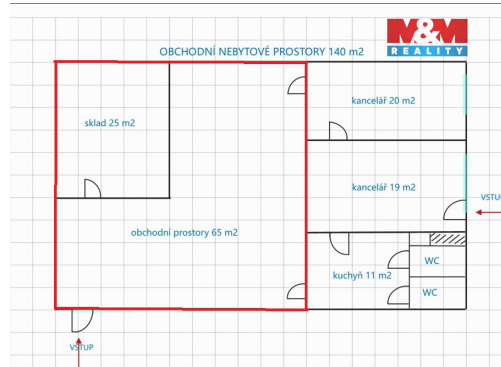 M&M
REALITY
OBCHODNÍ NEBYTOVÉ PROSTORY 140 m2
kancelář 20 m2
sklad 25 m2
kancelář 19 m2
VSTUP
obchodní prostory 65 m2
WC
kuchyň 11 m2
WC
VSTUP